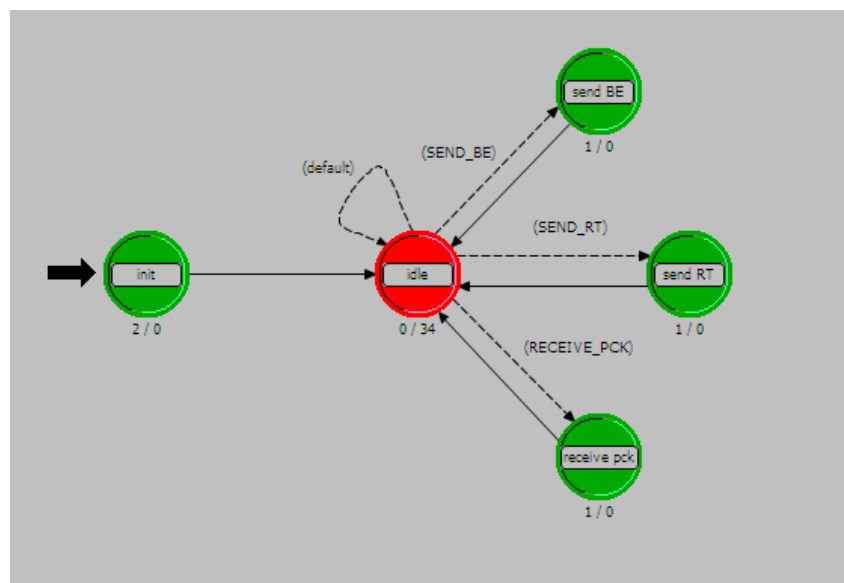 send BE
1 / 0
(SEND_BE)
(default)
(SEND_RT)
init
2 / 0
idle
0 / 34
send RT
1 / 0
(RECEIVE_PCK)
receive pck
1 / 0